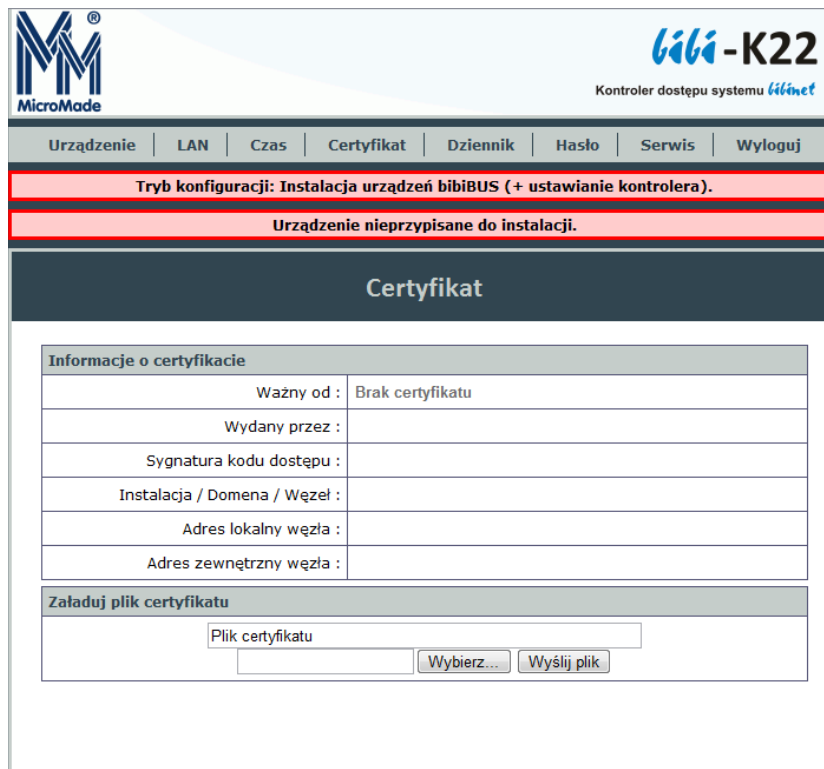 MM®
MicroMade
bibi-K22
Kontroler dostępu systemu bibinet
Urządzenie | LAN | Czas | Certyfikat | Dziennik | Hasło | Serwis | Wyloguj
Tryb konfiguracji: Instalacja urządzeń bibiBUS (+ ustawianie kontrolera).
Urządzenie nieprzypisane do instalacji.
Certyfikat
Informacje o certyfikacie
Ważny od : Brak certyfikatu
Wydany przez :
Sygnatura kodu dostępu :
Instalacja / Domena / Węzeł :
Adres lokalny węzła :
Adres zewnętrzny węzła :
Załaduj plik certyfikatu
Plik certyfikatu
Wybierz... Wyślij plik